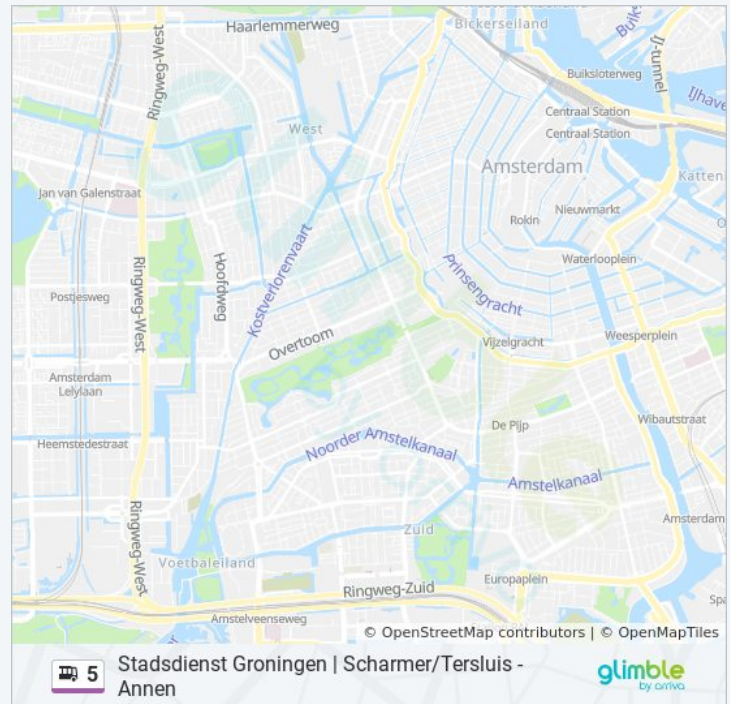 Haarlemmerweg
Bickerseiland
Buiks
IJ-tunnel
Ringweg-West
Buiksloterweg
IJhave
Centraal Station
Centraal Station
West
Amsterdam
Katten
Jan van Galenstraat
Nieuwmarkt
Rokin
Hoofdweg
Kostverlorenvaart
Waterlooplein
Ringweg-West
Prinsengracht
Postjesweg
Overtoom
Vijzelgracht
Weesperplein
Amsterdam
Lelylaan
De Pijp
Wibautstraat
Heemstedestraat
Noorder Amstelkanaal
Amstelkanaal
Ringweg-West
Amsterdam
Zuid
Voetbaleiland
Europaplein
Ringweg-Zuid
Spa
Amstelveenseweg
© OpenStreetMap contributors | © OpenMapTiles
5
Stadsdienst Groningen | Scharmer/Tersluis -
Annen
glimble
by arriva